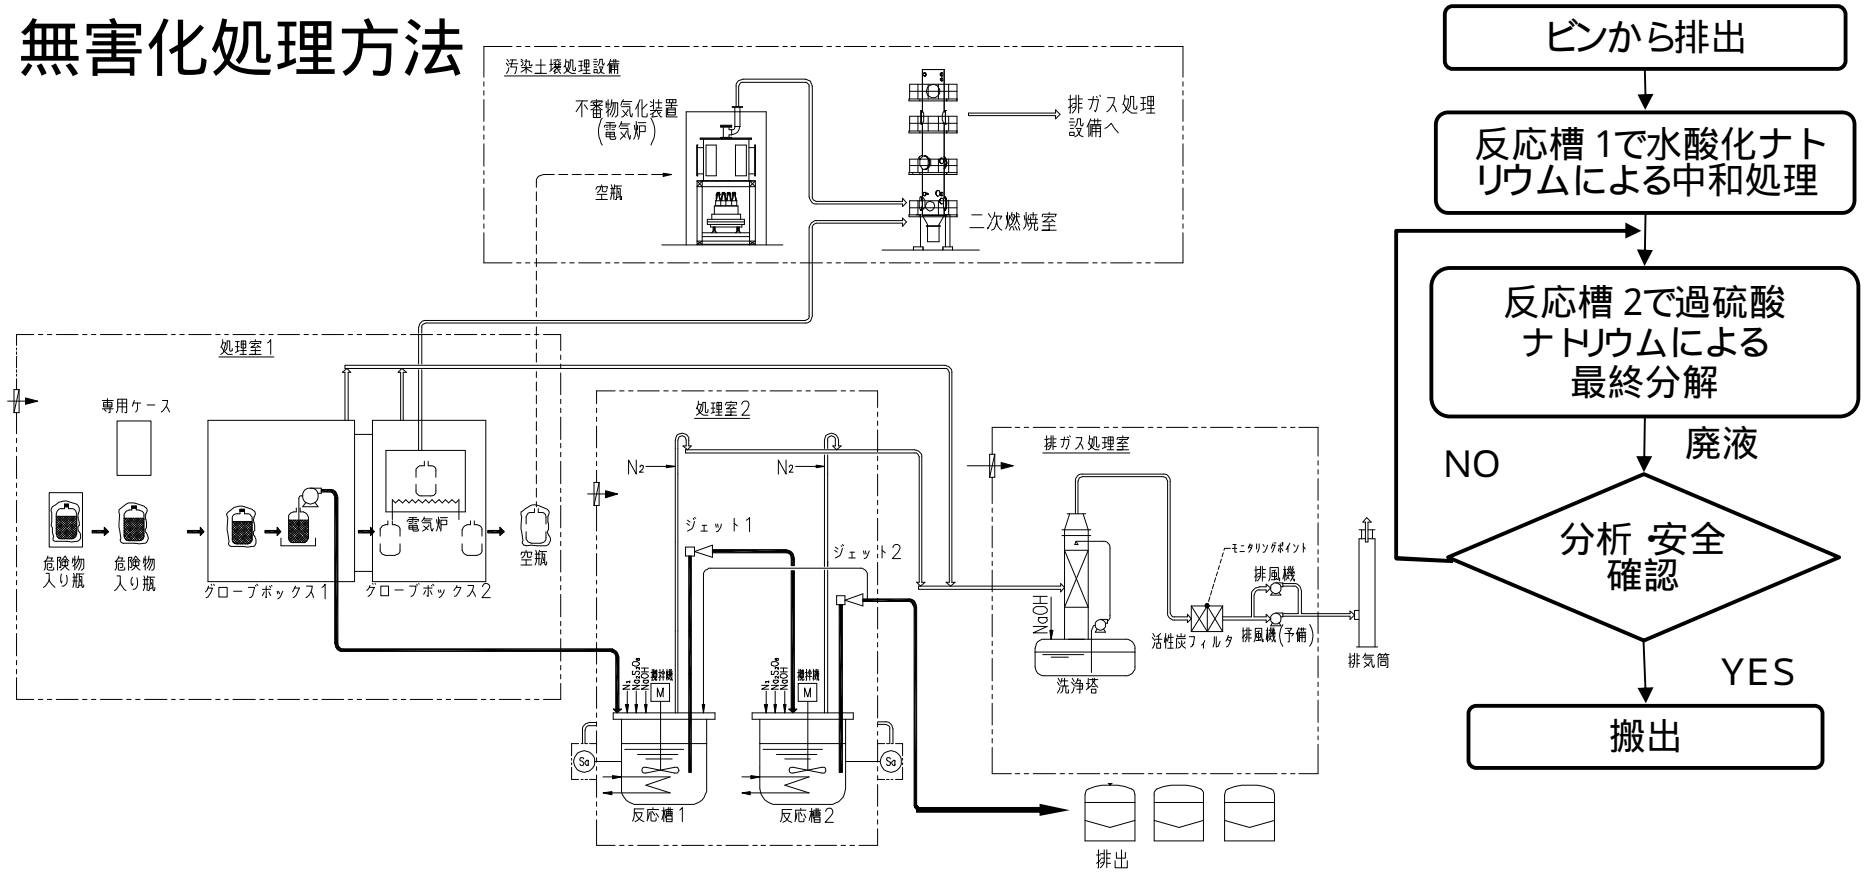 無害化処理方法
汚染土壌処理設備
不審物気化装置
(電気炉)
空瓶
二次燃焼室
排ガス処理
設備へ
処理室1
専用ケース
危険物
入り瓶
危険物
入り瓶
グローブボックス1
電気炉
グローブボックス2
空瓶
処理室2
N₂
N₂
ジェット1
ジェット2
N₂
Na₂S₂O₈
NaOH
攪拌機
M
N₂
Na₂S₂O₈
NaOH
攪拌機
M
Sa
Sa
反応槽1
反応槽2
排ガス処理室
NaOH
洗浄塔
モニタリングポイント
活性炭フィルタ
排風機
排風機(予備)
排気筒
排出
ビンから排出
反応槽1で水酸化ナト
リウムによる中和処理
反応槽2で過硫酸
ナトリウムによる
最終分解
廃液
NO
分析・安全
確認
YES
搬出